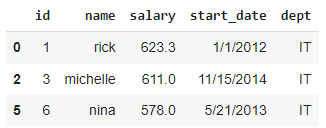 id name salary start_date dept
0 1 rick 623.3 1/1/2012 IT
2 3 michelle 611.0 11/15/2014 IT
5 6 nina 578.0 5/21/2013 IT